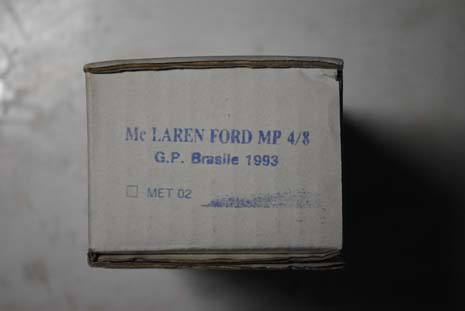 Mc LAREN FORD MP 4/8
G.P. Brasile 1993
MET 02